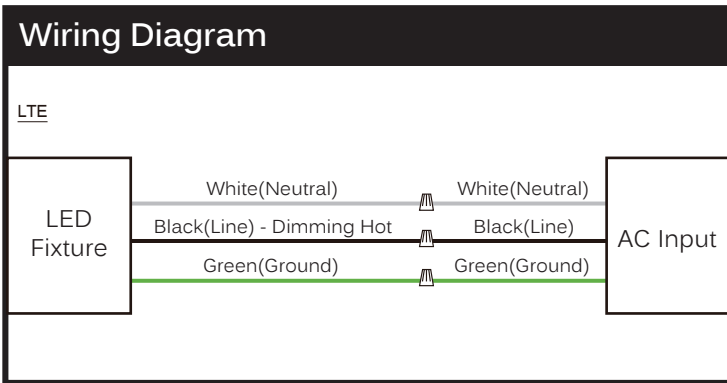 Wiring Diagram
LTE
White(Neutral) White(Neutral)
LED
Fixture
Black(Line) - Dimming Hot Black(Line)
AC Input
Green(Ground) Green(Ground)